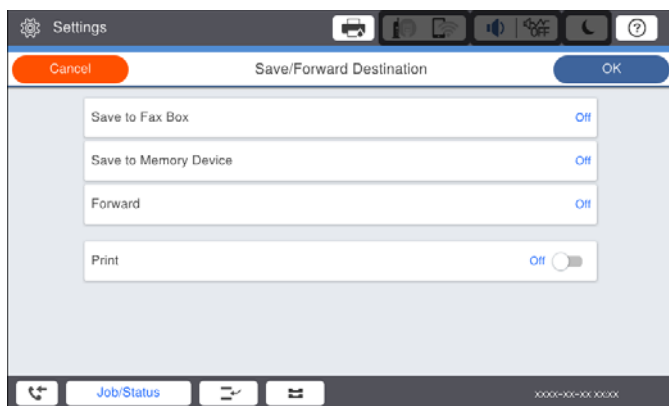 Settings
OFF
?
Cancel
Save/Forward Destination
OK
Save to Fax Box
Off
Save to Memory Device
Off
Forward
Off
Print
Off
Job/Status
xxxx-xx-xx xx:xx